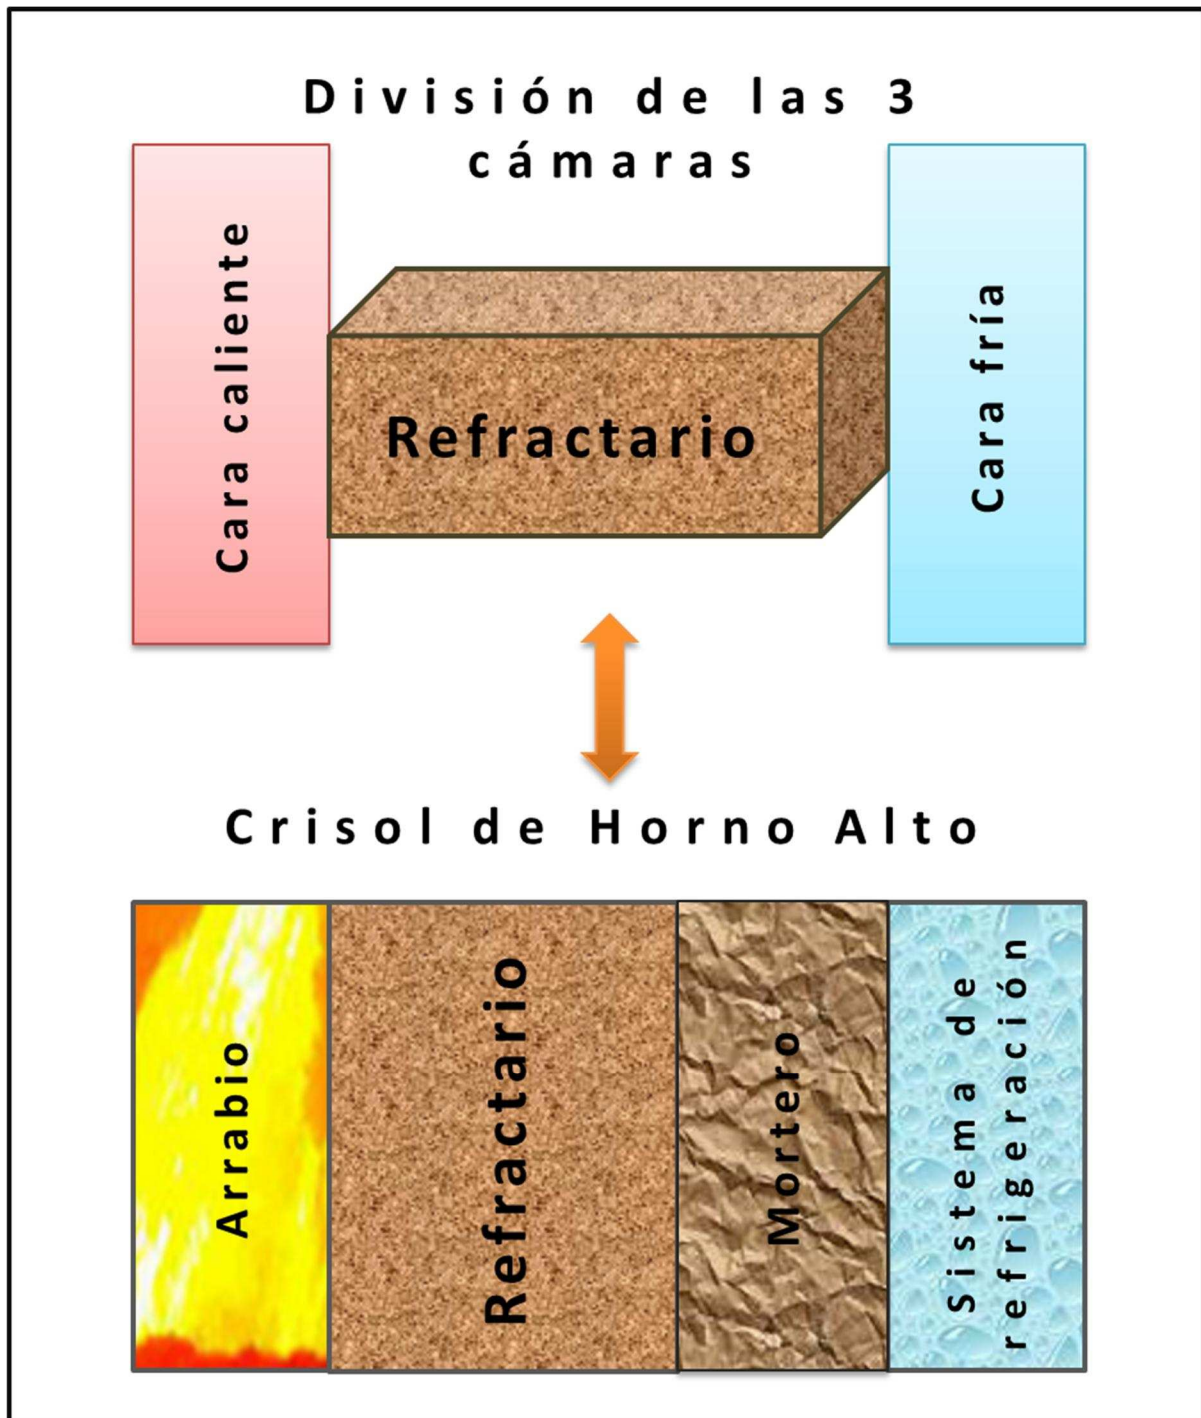 División de las 3
cámaras
Cara caliente
Refractario
Cara fría
Crisol de Horno Alto
Arrabio
Refractario
Mortero
Sistema de
refrigeración